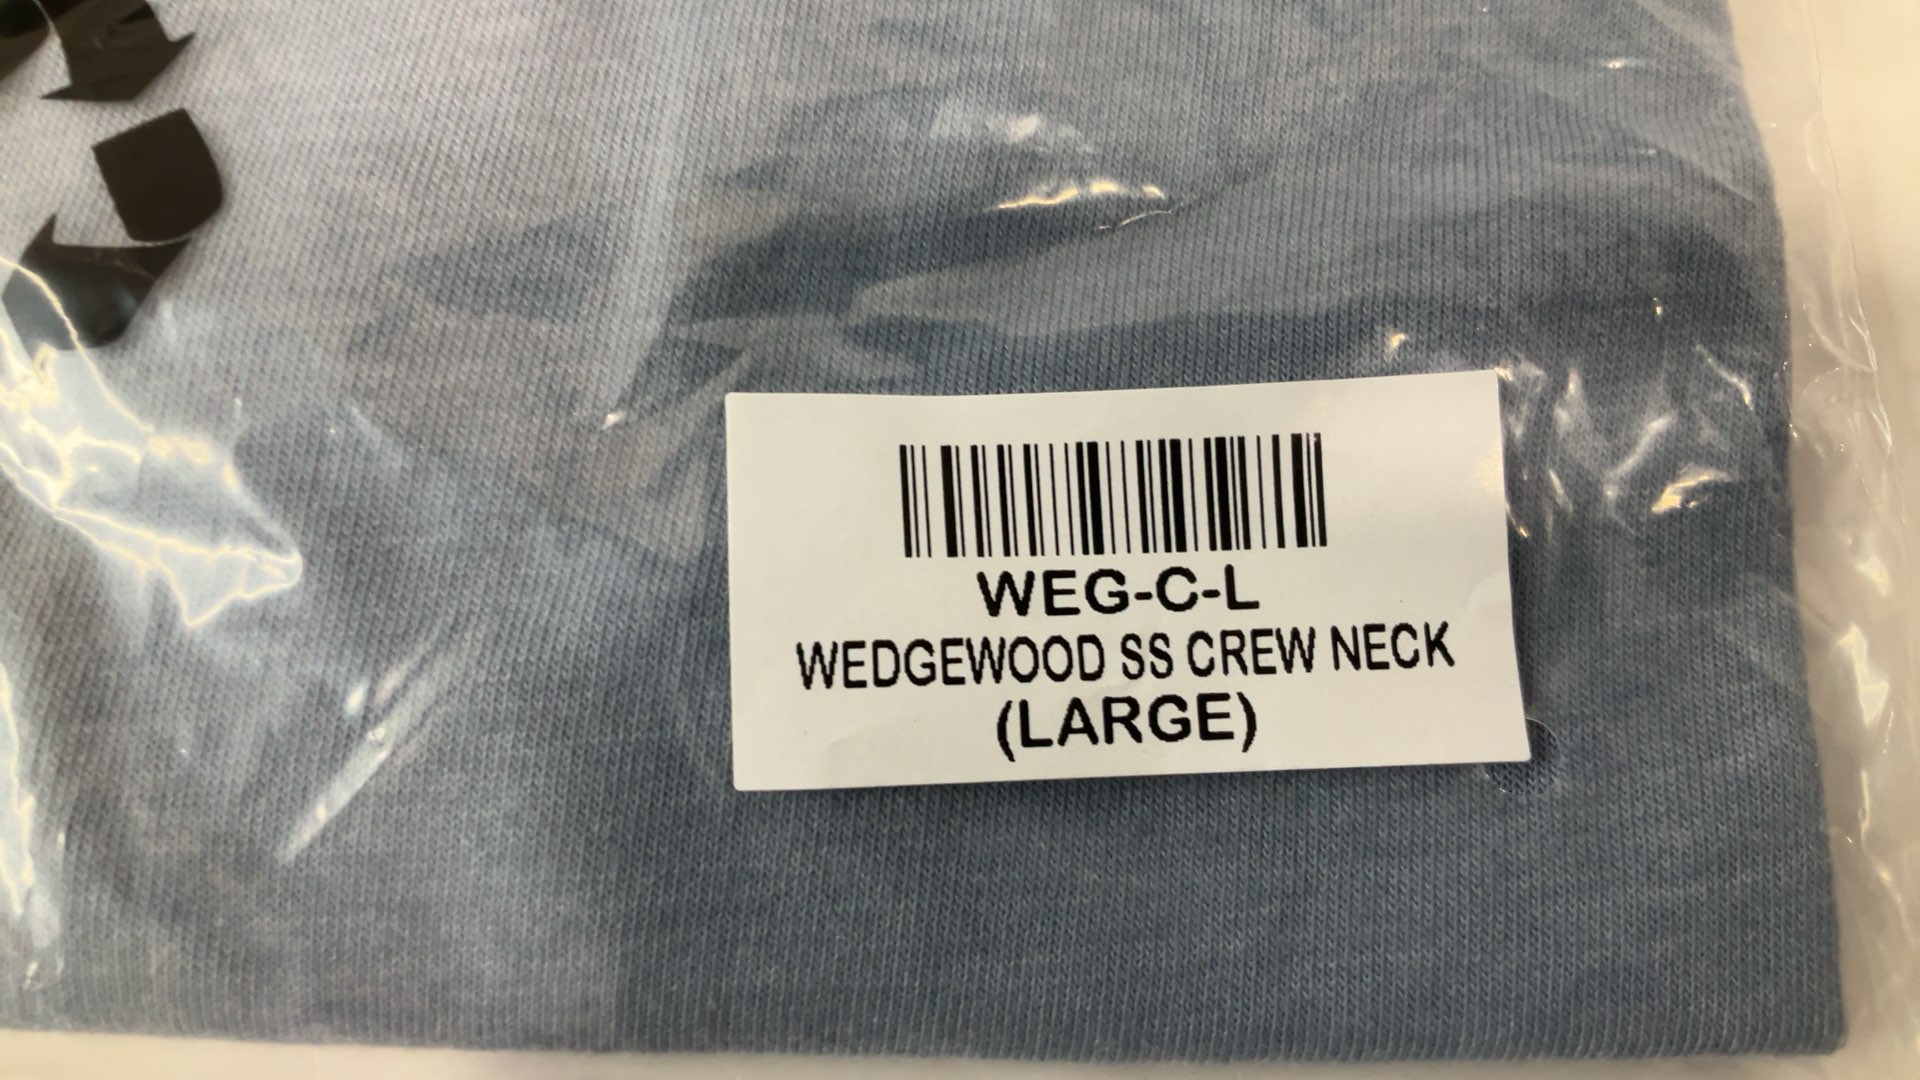 WEG-C-L
WEDGEWOOD SS CREW NECK
(LARGE)